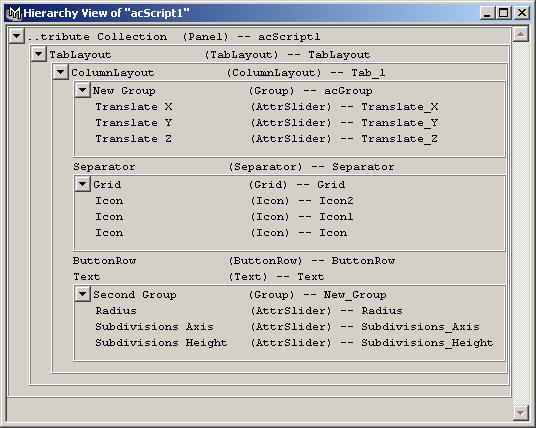 Hierarchy View of "acScript1"
..tribute Collection (Panel) -- acScript1
TabLayout (TabLayout) -- TabLayout
ColumnLayout (ColumnLayout) -- Tab_1
New Group (Group) -- acGroup
Translate X (AttrSlider) -- Translate_X
Translate Y (AttrSlider) -- Translate_Y
Translate Z (AttrSlider) -- Translate_Z
Separator (Separator) -- Separator
Grid (Grid) -- Grid
Icon (Icon) -- Icon2
Icon (Icon) -- Icon1
Icon (Icon) -- Icon
ButtonRow (ButtonRow) -- ButtonRow
Text (Text) -- Text
Second Group (Group) -- New_Group
Radius (AttrSlider) -- Radius
Subdivisions Axis (AttrSlider) -- Subdivisions_Axis
Subdivisions Height (AttrSlider) -- Subdivisions_Height